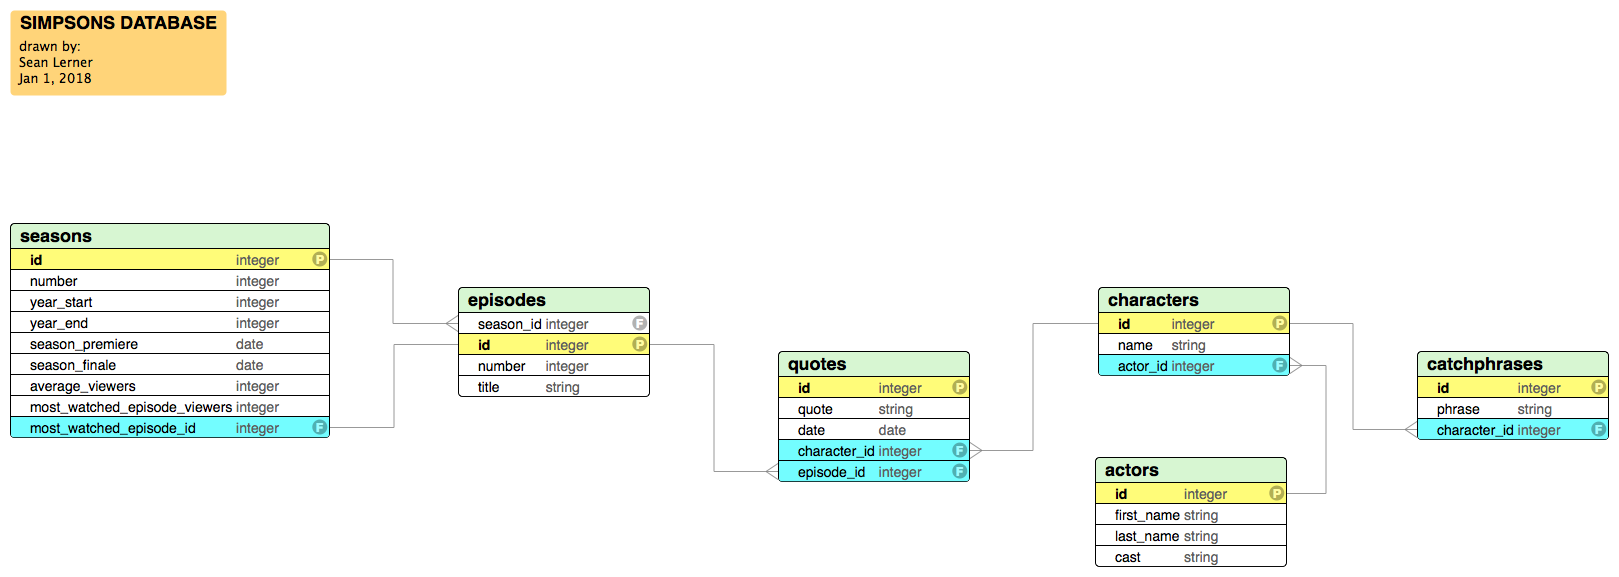 SIMPSONS DATABASE
drawn by:
Sean Lerner
Jan 1, 2018
seasons
id integer P
number integer
year_start integer
year_end integer
season_premiere date
season_finale date
average_viewers integer
most_watched_episode_viewers integer
most_watched_episode_id integer F
episodes
season_id integer F
id integer P
number integer
title string
quotes
id integer P
quote string
date date
character_id integer F
episode_id integer F
characters
id integer P
name string
actor_id integer F
actors
id integer P
first_name string
last_name string
cast string
catchphrases
id integer P
phrase string
character_id integer F